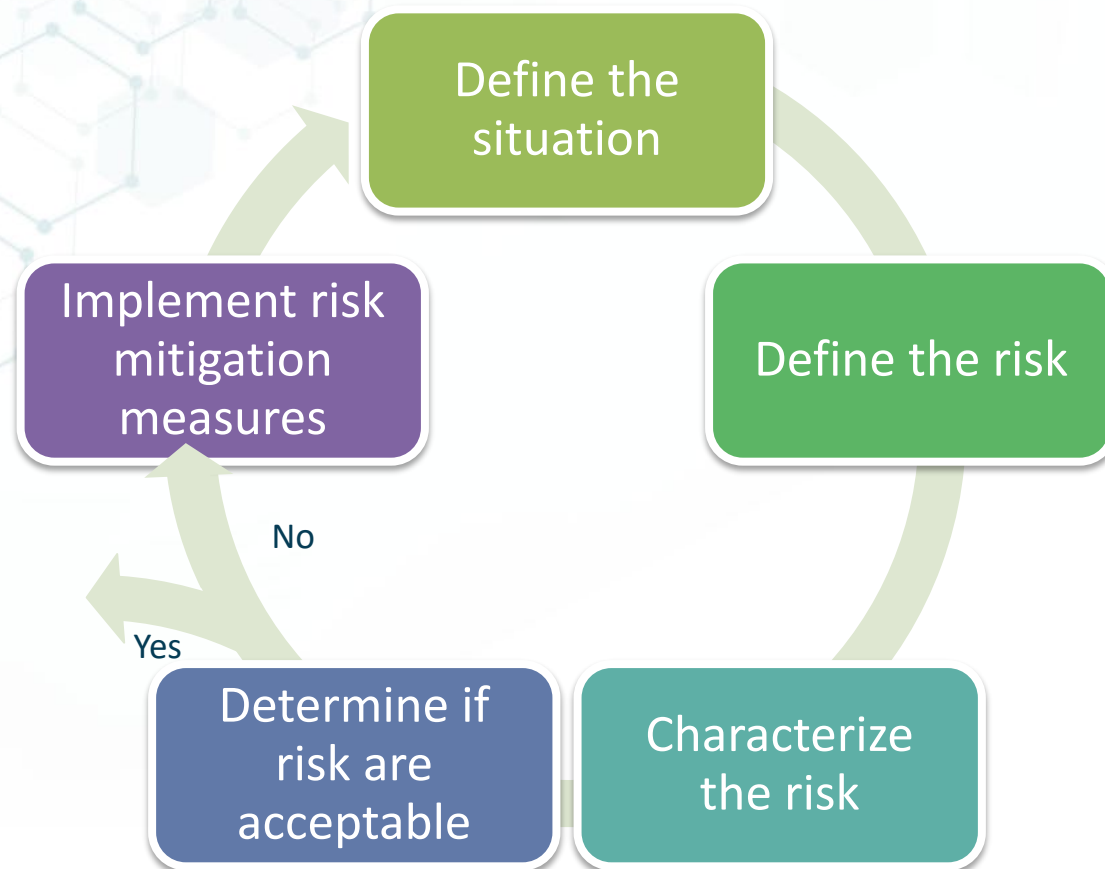 Define the
situation
Define the risk
Characterize
the risk
Determine if
risk are
acceptable
Yes
No
Implement risk
mitigation
measures